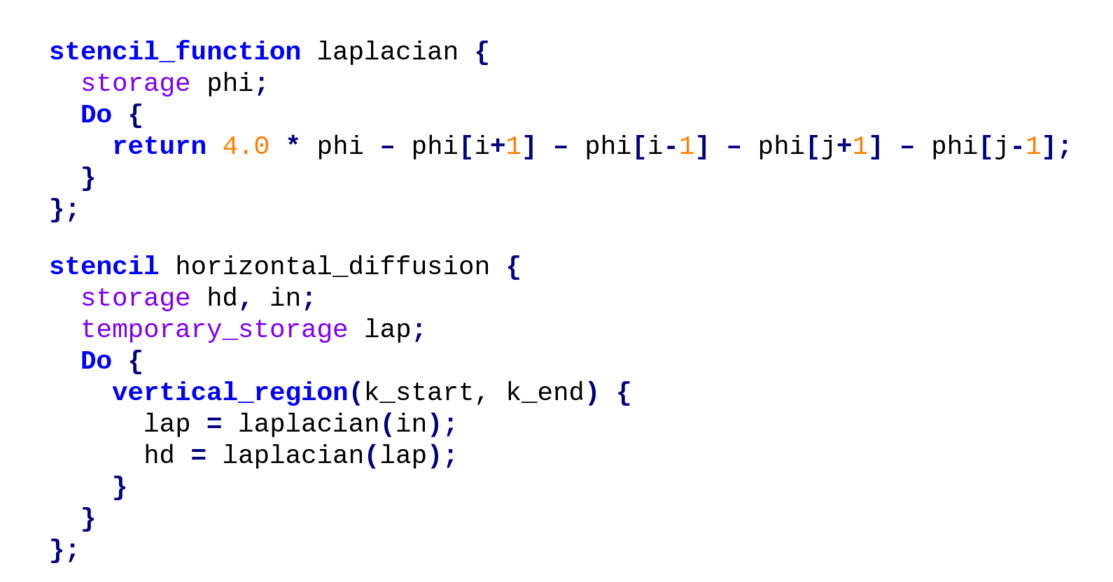 stencil_function laplacian {
  storage phi;
  Do {
    return 4.0 * phi – phi[i+1] – phi[i-1] – phi[j+1] – phi[j-1];
  }
};

stencil horizontal_diffusion {
  storage hd, in;
  temporary_storage lap;
  Do {
    vertical_region(k_start, k_end) {
      lap = laplacian(in);
      hd = laplacian(lap);
    }
  }
};